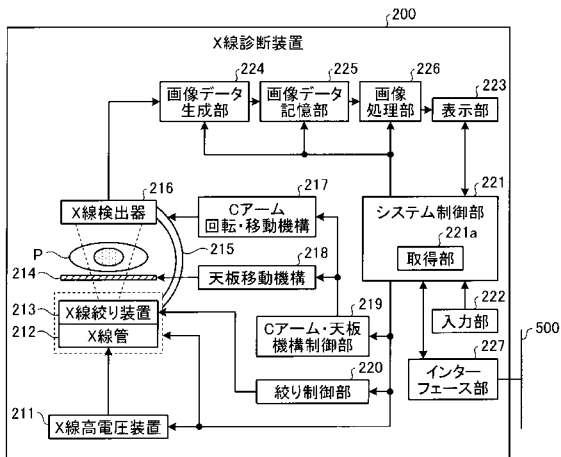 200
X線診断装置
224
225
226
223
画像データ
生成部
画像データ
記憶部
画像
処理部
表示部
216
217
221
X線検出器
Cアーム
回転・移動機構
システム制御部
215
221a
取得部
P
218
214
天板移動機構
213
X線絞り装置
219
222
212
X線管
Cアーム・天板
機構制御部
入力部
227
500
220
インター
フェース部
絞り制御部
211
X線高電圧装置